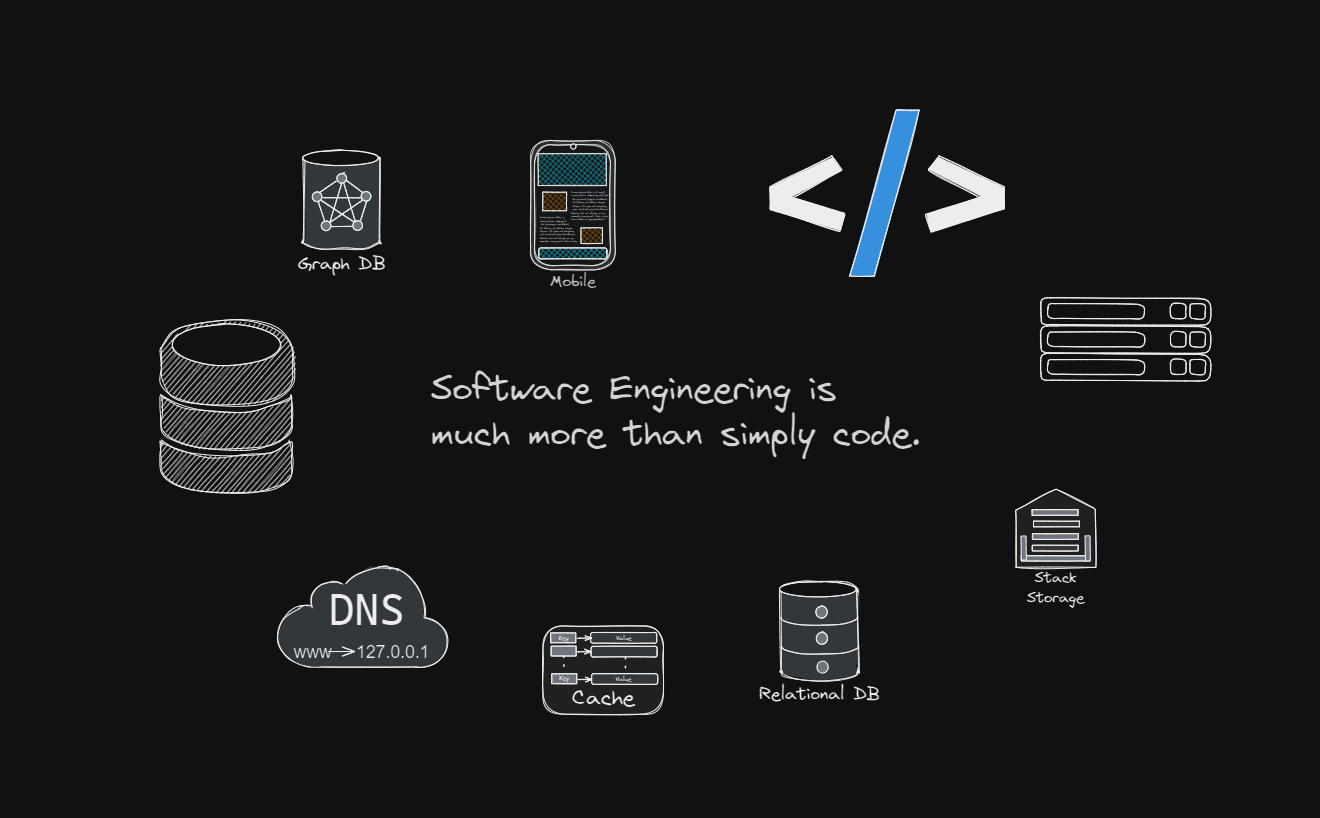 Graph DB
Mobile
</>
Software Engineering is
much more than simply code.
Stack
Storage
DNS
www→127.0.0.1
Key → Value
Key → Value
Cache
Relational DB